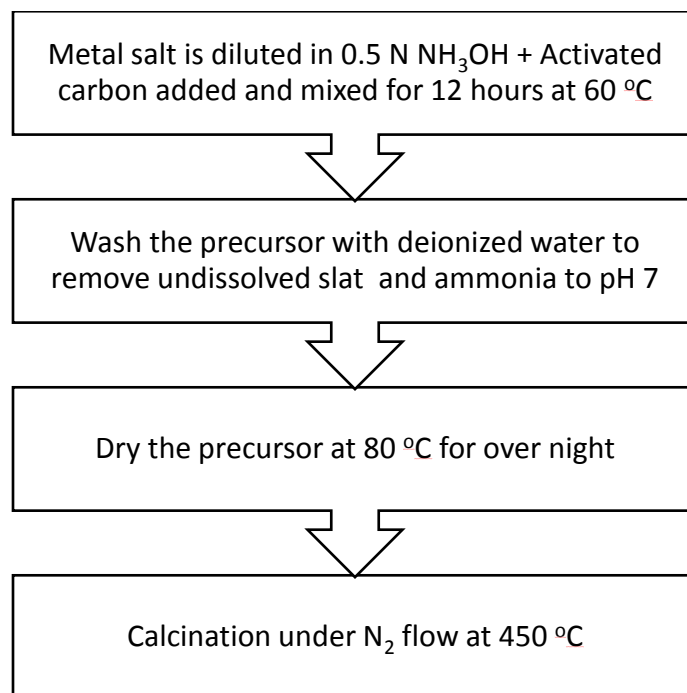 Metal salt is diluted in 0.5 N NH₃OH + Activated
carbon added and mixed for 12 hours at 60 ºC
Wash the precursor with deionized water to
remove undissolved slat and ammonia to pH 7
Dry the precursor at 80 ºC for over night
Calcination under N₂ flow at 450 ºC